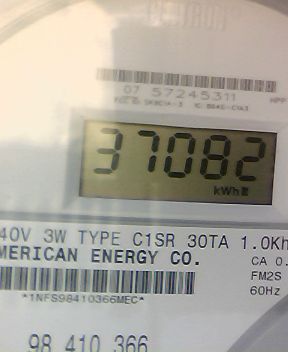 07 57245311
37082
kWh
40V 3W TYPE C1SR 30TA 1.0Kh
MERICAN ENERGY CO.
CA 0.
FM2S
*1NFS98410366MEC*
60Hz
98 410 366